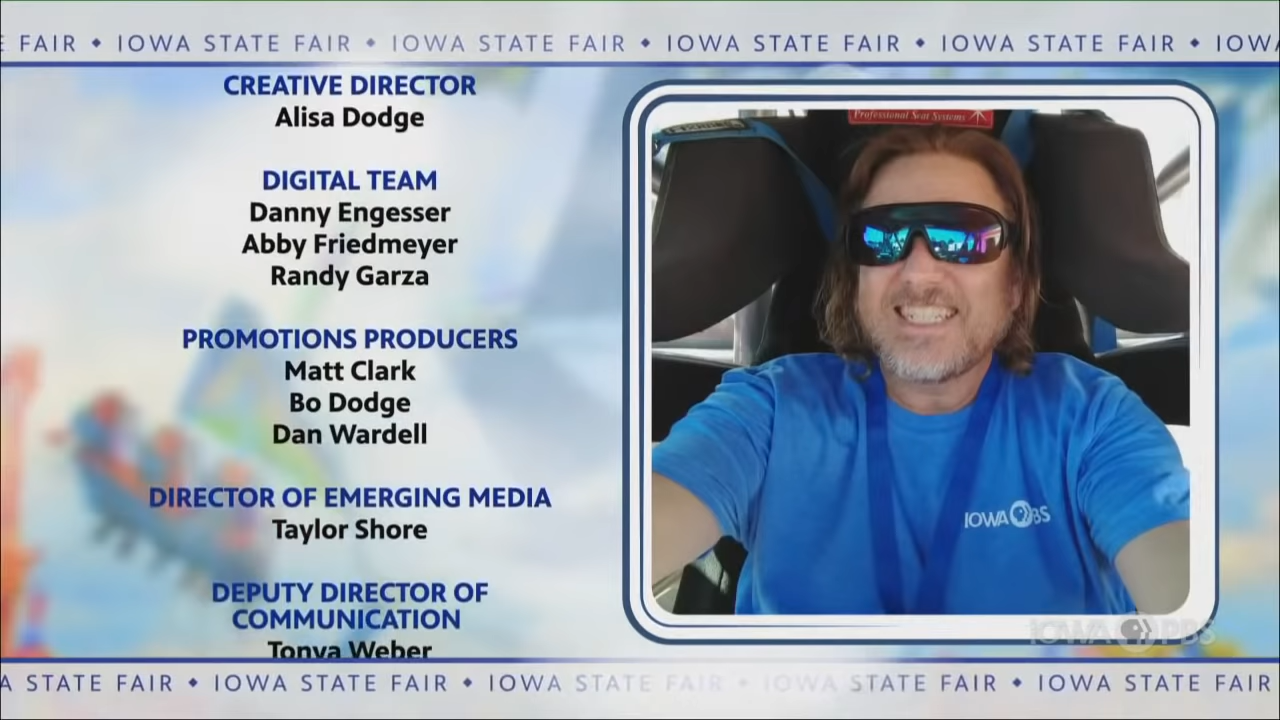 E FAIR • IOWA STATE FAIR • IOWA STATE FAIR • IOWA STATE FAIR • IOWA STATE FAIR • IOW
CREATIVE DIRECTOR
Alisa Dodge
DIGITAL TEAM
Danny Engesser
Abby Friedmeyer
Randy Garza
PROMOTIONS PRODUCERS
Matt Clark
Bo Dodge
Dan Wardell
DIRECTOR OF EMERGING MEDIA
Taylor Shore
DEPUTY DIRECTOR OF
COMMUNICATION
Tonya Weber
Professional Seat Systems
IOWA PBS
IOWA PBS
A STATE FAIR • IOWA STATE FAIR • IOWA STATE FAIR • IOWA STATE FAIR • IOWA STATE FAIR